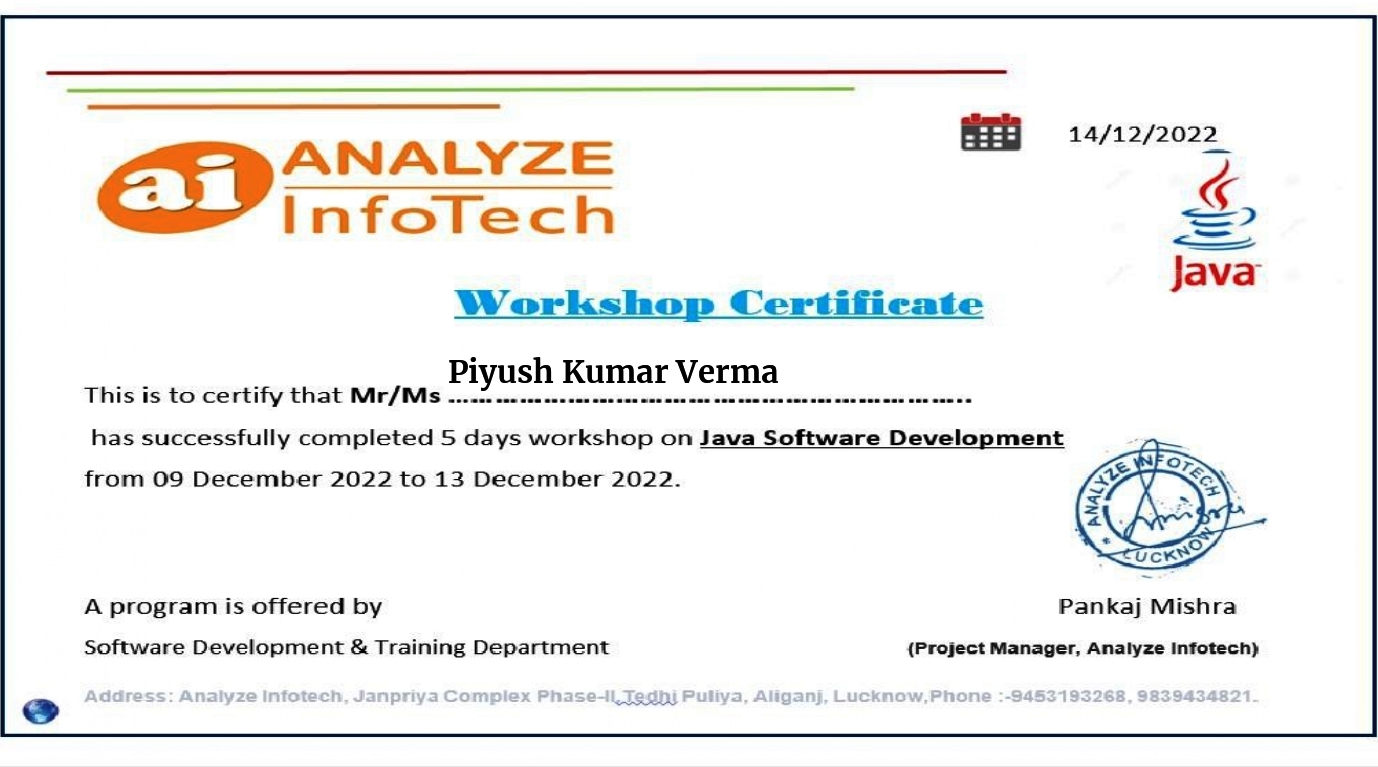 14/12/2022
ai ANALYZE
InfoTech
Java
Workshop Certificate
Piyush Kumar Verma
This is to certify that Mr/Ms ………………………………………………………..
has successfully completed 5 days workshop on Java Software Development
from 09 December 2022 to 13 December 2022.
ANALYZE INFOTECH
* LUCKNOW
A program is offered by
Pankaj Mishra
Software Development & Training Department
(Project Manager, Analyze Infotech)
Address: Analyze Infotech, Janpriya Complex Phase-II,Tedhi Puliya, Aliganj, Lucknow,Phone :-9453193268, 9839434821.